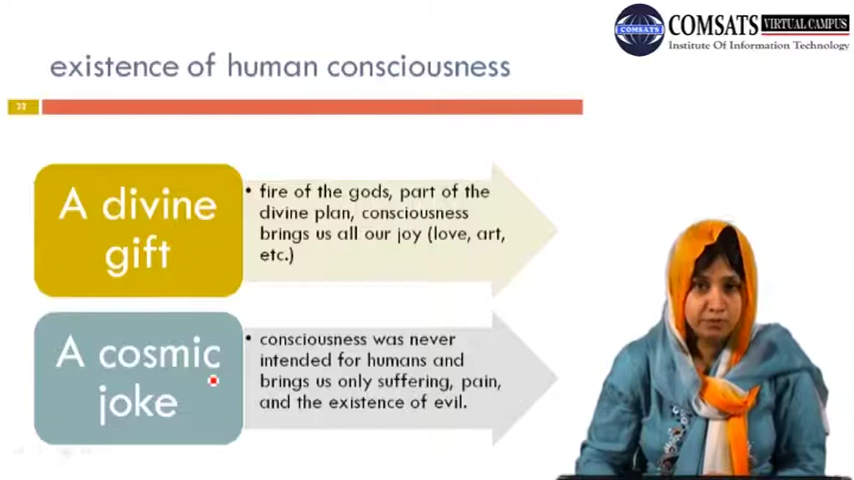 COMSATS VIRTUAL CAMPUS
COMSATS
Institute Of Information Technology
existence of human consciousness
A divine
gift
• fire of the gods, part of the
divine plan, consciousness
brings us all our joy (love, art,
etc.)
A cosmic
joke
• consciousness was never
intended for humans and
brings us only suffering, pain,
and the existence of evil.